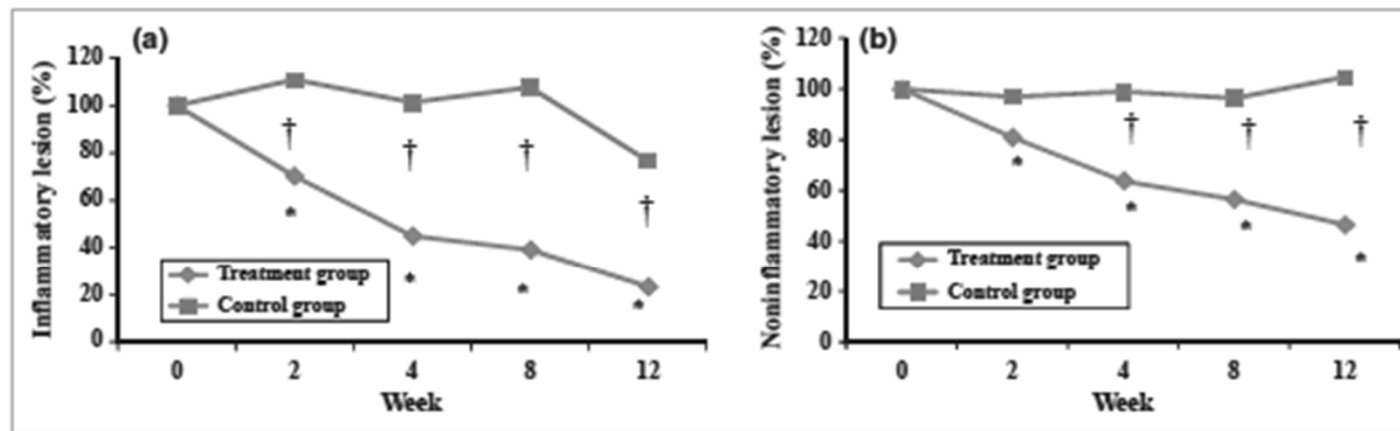 (a)
Inflammatory lesion (%)
120
100
80
60
40
20
0
†
†
†
†
*
*
*
*
Treatment group
Control group
0 2 4 8 12
Week
(b)
Noninflammatory lesion (%)
120
100
80
60
40
20
0
†
†
†
*
*
*
*
Treatment group
Control group
0 2 4 8 12
Week